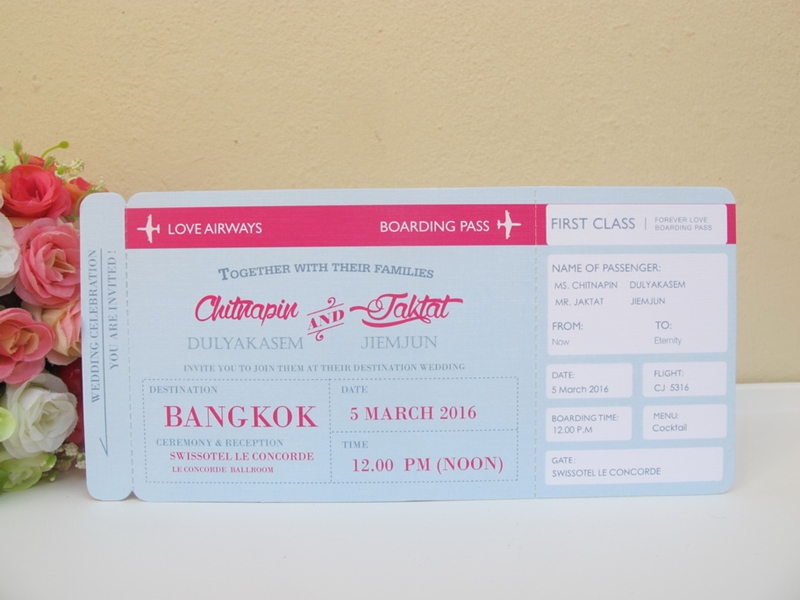 WEDDING CELEBRATION
YOU ARE INVITED!
LOVE AIRWAYS
BOARDING PASS
TOGETHER WITH THEIR FAMILIES
Chitnapin AND Jaktat
DULYAKASEM JIEMJUN
INVITE YOU TO JOIN THEM AT THEIR DESTINATION WEDDING
DESTINATION
BANGKOK
CEREMONY & RECEPTION
SWISSOTEL LE CONCORDE
LE CONCORDE BALLROOM
DATE
5 MARCH 2016
TIME
12.00 PM (NOON)
FIRST CLASS
FOREVER LOVE
BOARDING PASS
NAME OF PASSENGER:
MS. CHITNAPIN DULYAKASEM
MR. JAKTAT JIEMJUN
FROM: TO:
Now Eternity
DATE:
5 March 2016
FLIGHT:
CJ 5316
BOARDING TIME:
12.00 P.M
MENU:
Cocktail
GATE:
SWISSOTEL LE CONCORDE